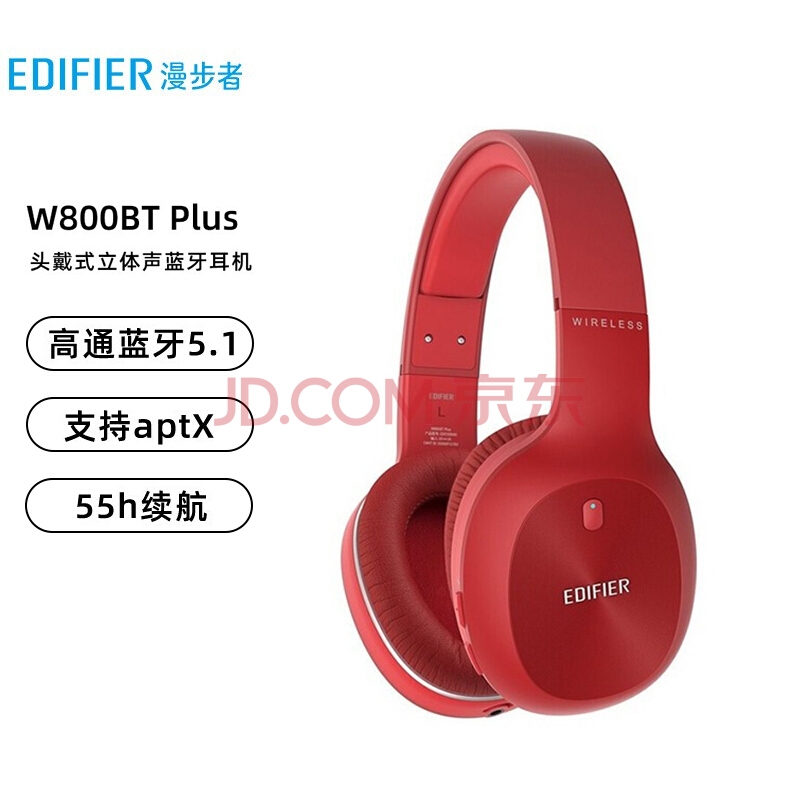 EDIFIER 漫步者
W800BT Plus
头戴式立体声蓝牙耳机
高通蓝牙5.1
支持aptX
55h续航
JD.COM 京东
WIRELESS
EDIFIER
L
W800BT Plus
EDIFIER